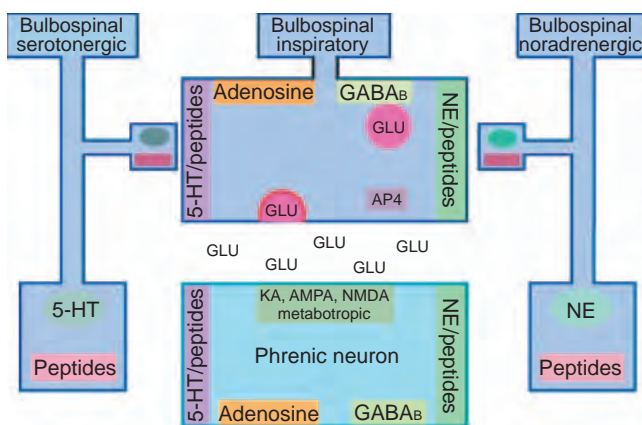 Bulbospinal
serotonergic
Bulbospinal
inspiratory
Bulbospinal
noradrenergic
5-HT/peptides
Adenosine
GABAB
NE/peptides
GLU
GLU
AP4
GLU
GLU
GLU
GLU
GLU
5-HT
Peptides
5-HT/peptides
KA, AMPA, NMDA
metabotropic
Phrenic neuron
Adenosine
GABAB
NE/peptides
NE
Peptides